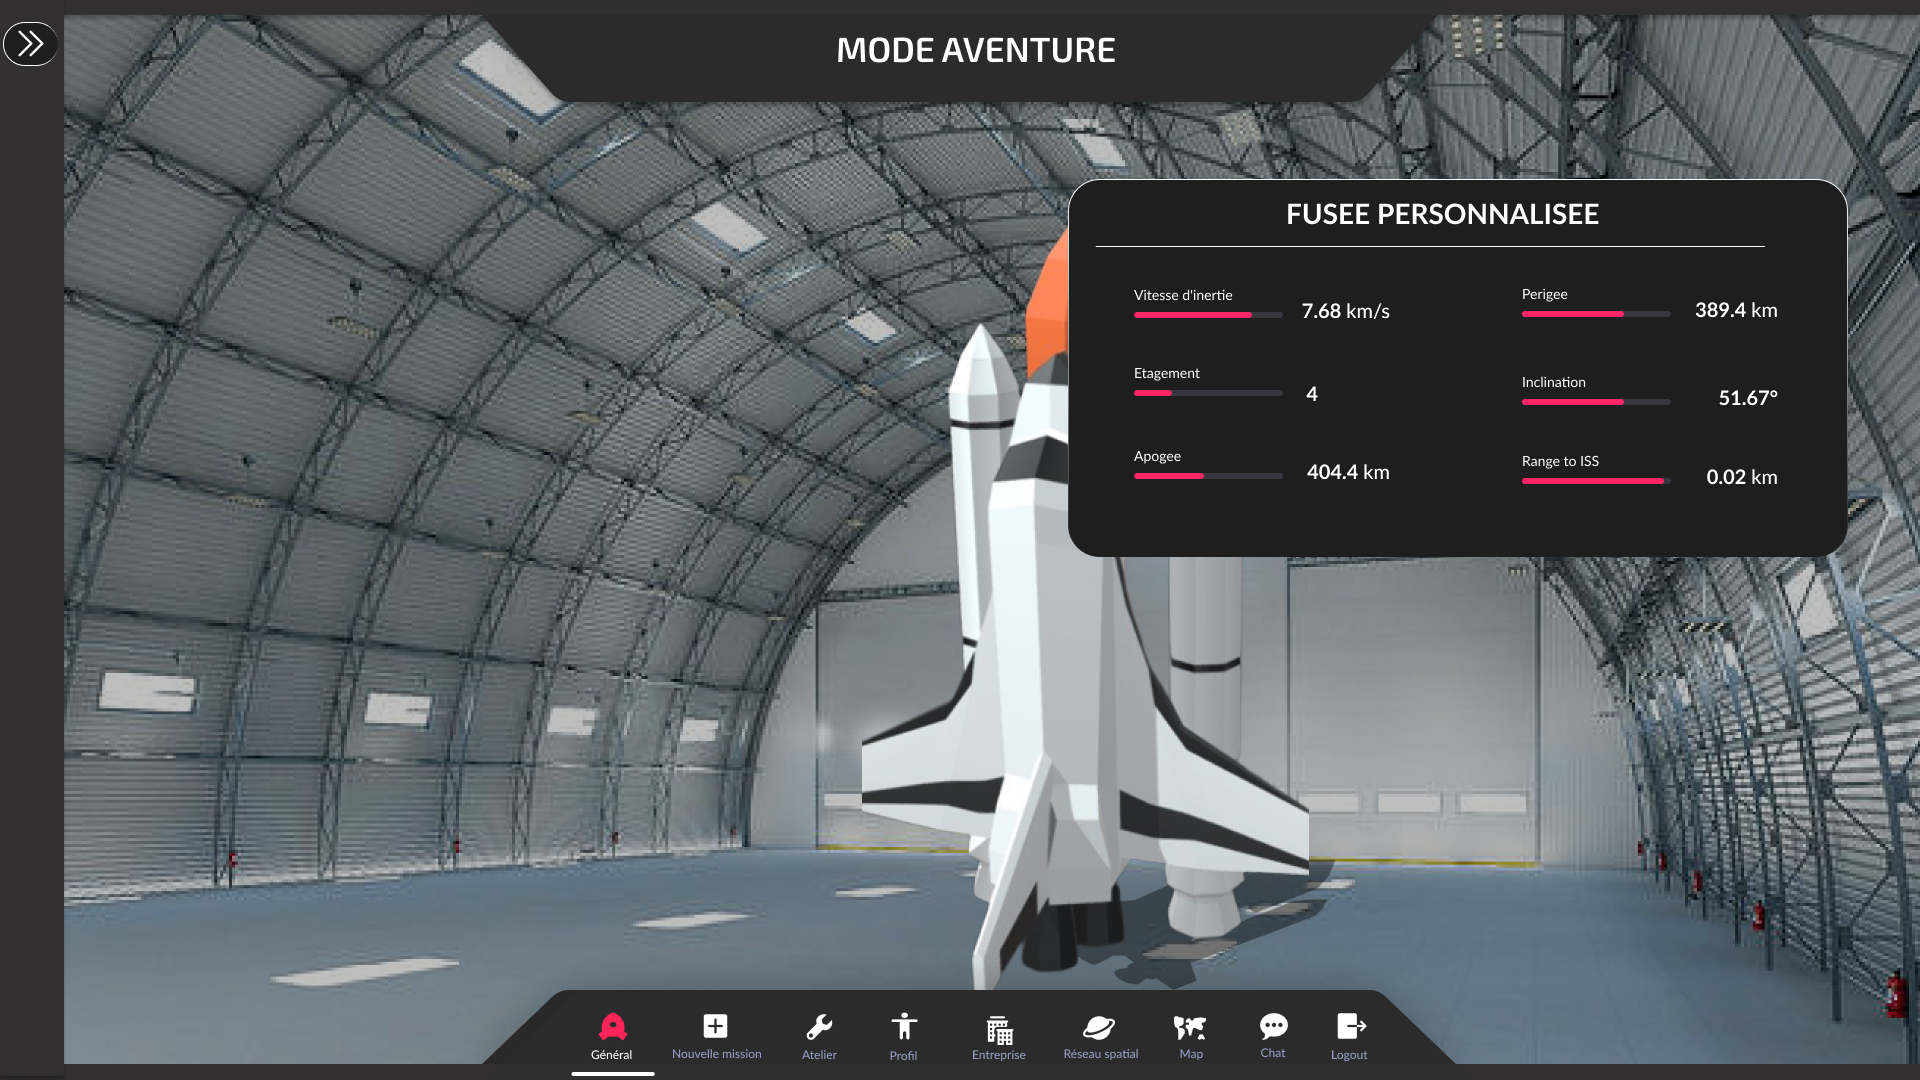 MODE AVENTURE
FUSEE PERSONNALISEE
Vitesse d'inertie
7.68 km/s
Etagement
4
Apogee
404.4 km
Perigee
389.4 km
Inclination
51.67°
Range to ISS
0.02 km
Général
Nouvelle mission
Atelier
Profil
Entreprise
Réseau spatial
Map
Chat
Logout